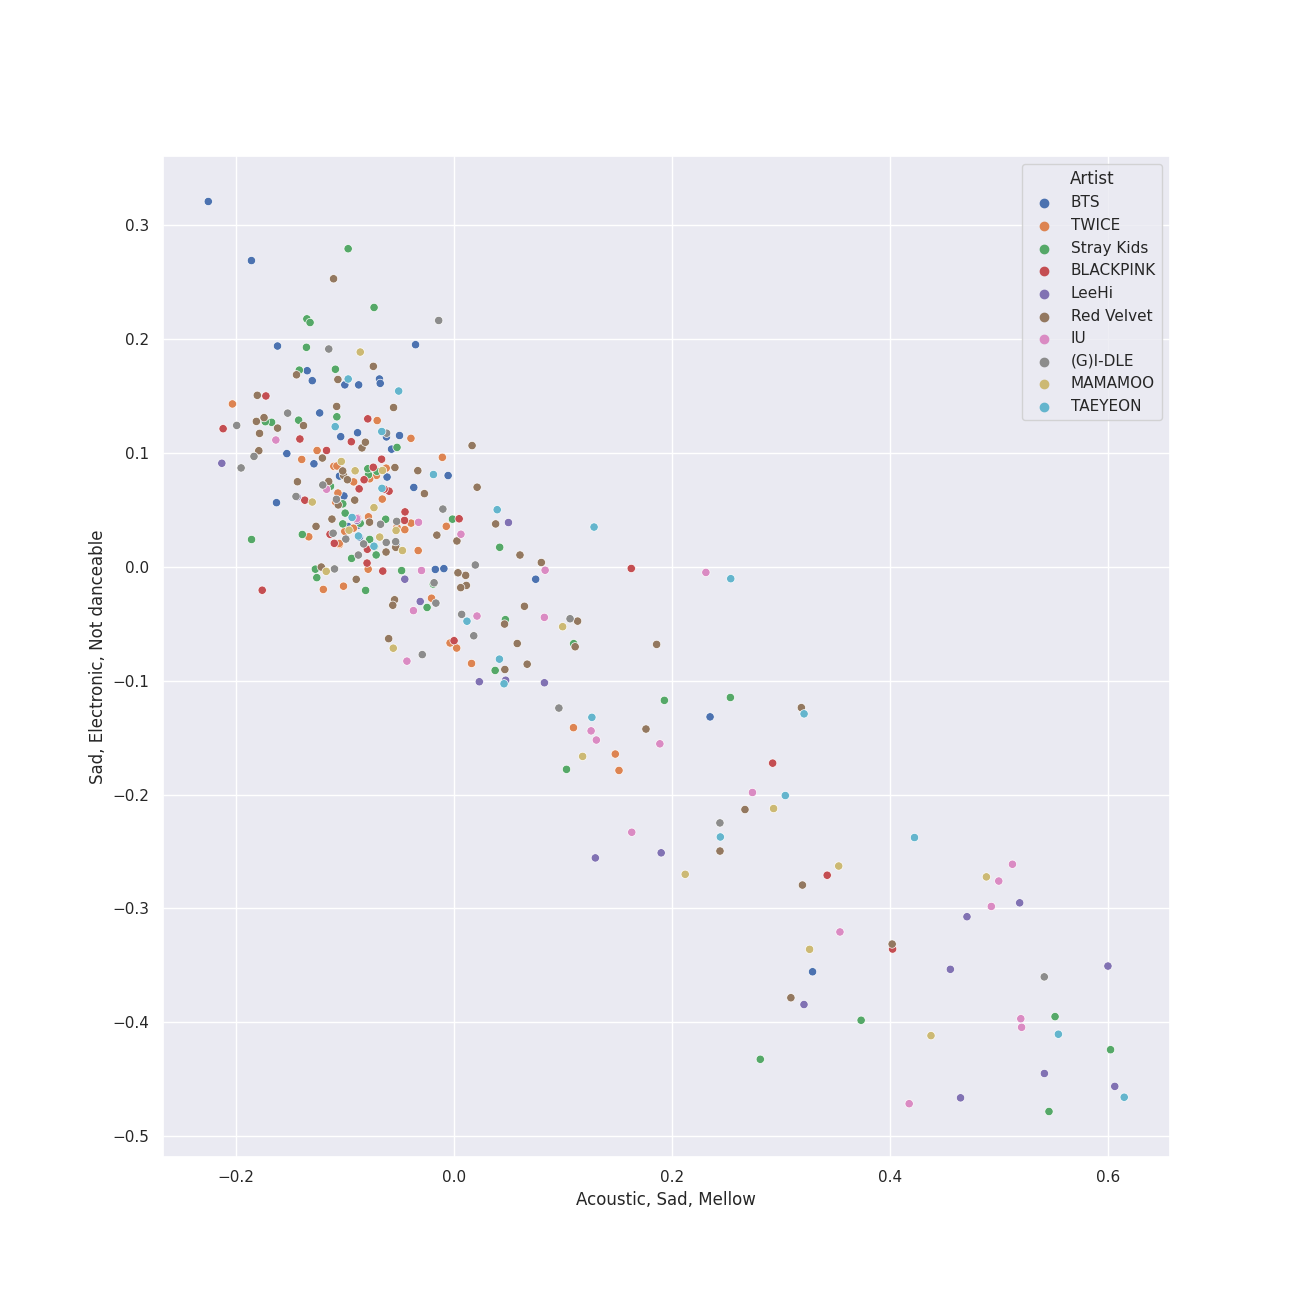 Artist
BTS
TWICE
Stray Kids
BLACKPINK
LeeHi
Red Velvet
IU
(G)I-DLE
MAMAMOO
TAEYEON
0.3
0.2
0.1
0.0
−0.1
−0.2
−0.3
−0.4
−0.5
Sad, Electronic, Not danceable
−0.2 0.0 0.2 0.4 0.6
Acoustic, Sad, Mellow